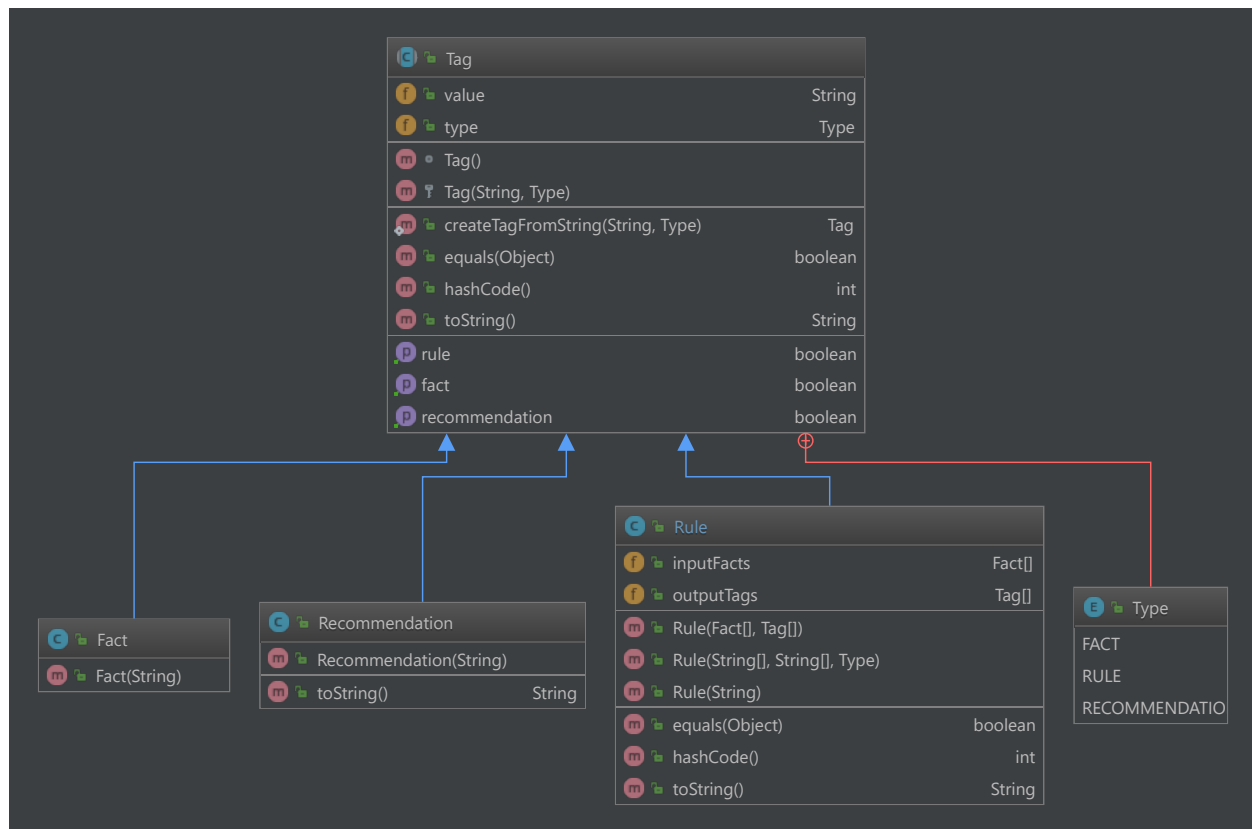 Tag
value String
type Type
Tag()
Tag(String, Type)
createTagFromString(String, Type) Tag
equals(Object) boolean
hashCode() int
toString() String
rule boolean
fact boolean
recommendation boolean
Fact
Fact(String)
Recommendation
Recommendation(String)
toString() String
Rule
inputFacts Fact[]
outputTags Tag[]
Rule(Fact[], Tag[])
Rule(String[], String[], Type)
Rule(String)
equals(Object) boolean
hashCode() int
toString() String
Type
FACT
RULE
RECOMMENDATIO